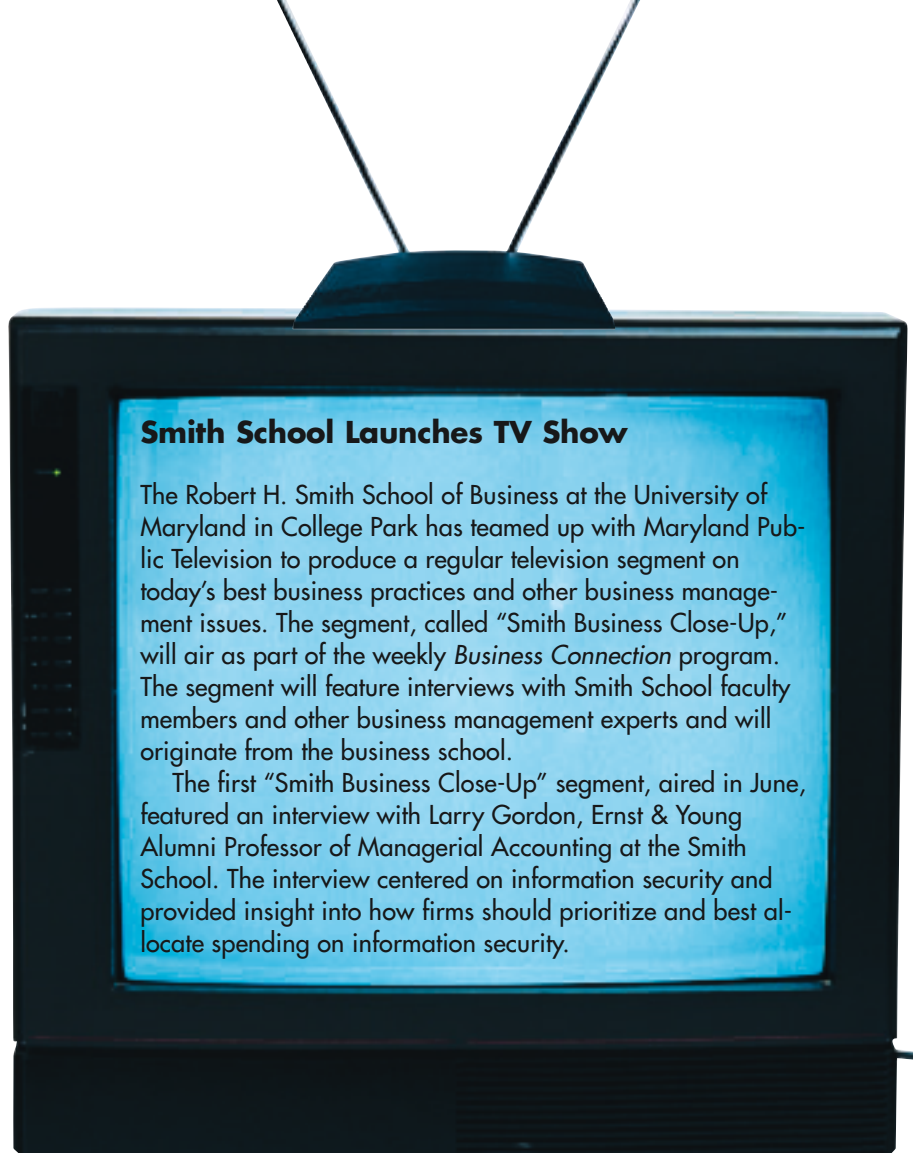 Smith School Launches TV Show
The Robert H. Smith School of Business at the University of
Maryland in College Park has teamed up with Maryland Pub-
lic Television to produce a regular television segment on
today's best business practices and other business manage-
ment issues. The segment, called “Smith Business Close-Up,”
will air as part of the weekly Business Connection program.
The segment will feature interviews with Smith School faculty
members and other business management experts and will
originate from the business school.
The first “Smith Business Close-Up” segment, aired in June,
featured an interview with Larry Gordon, Ernst & Young
Alumni Professor of Managerial Accounting at the Smith
School. The interview centered on information security and
provided insight into how firms should prioritize and best al-
locate spending on information security.